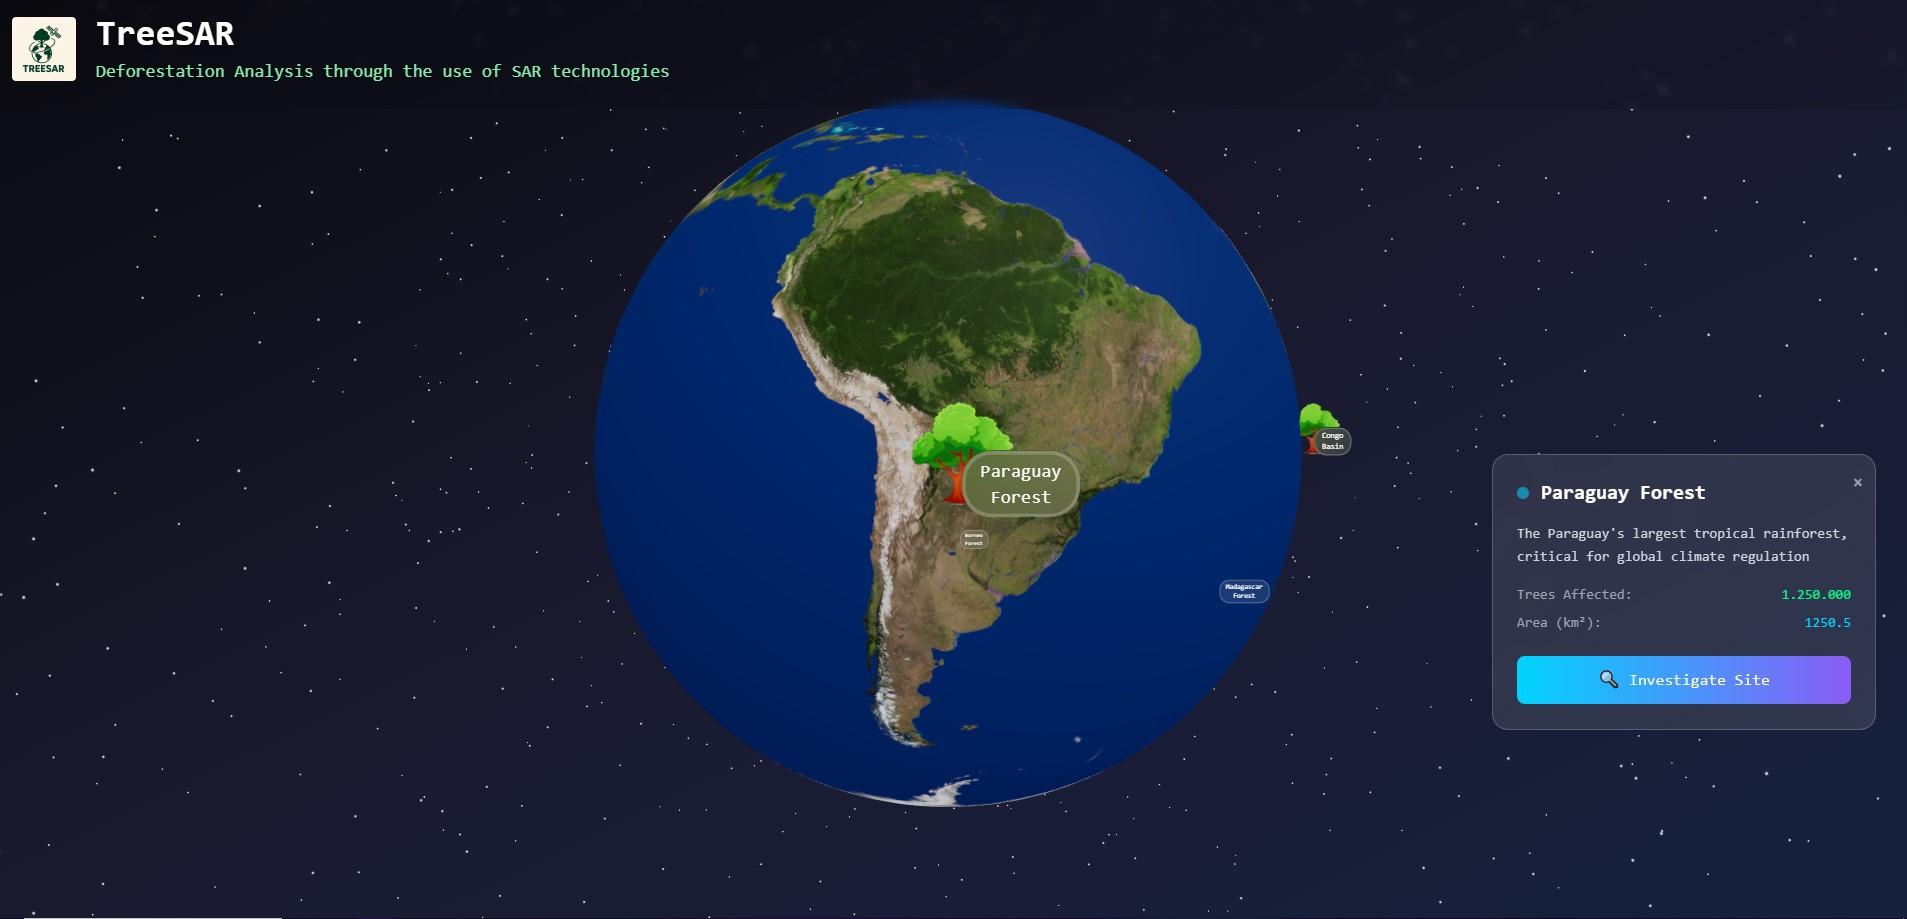 TREESAR
TreeSAR
Deforestation Analysis through the use of SAR technologies
Congo
Basin
Paraguay
Forest
Borneo
Forest
Madagascar
Forest
×
Paraguay Forest
The Paraguay's largest tropical rainforest,
critical for global climate regulation
Trees Affected: 1.250.000
Area (km²): 1250.5
Investigate Site